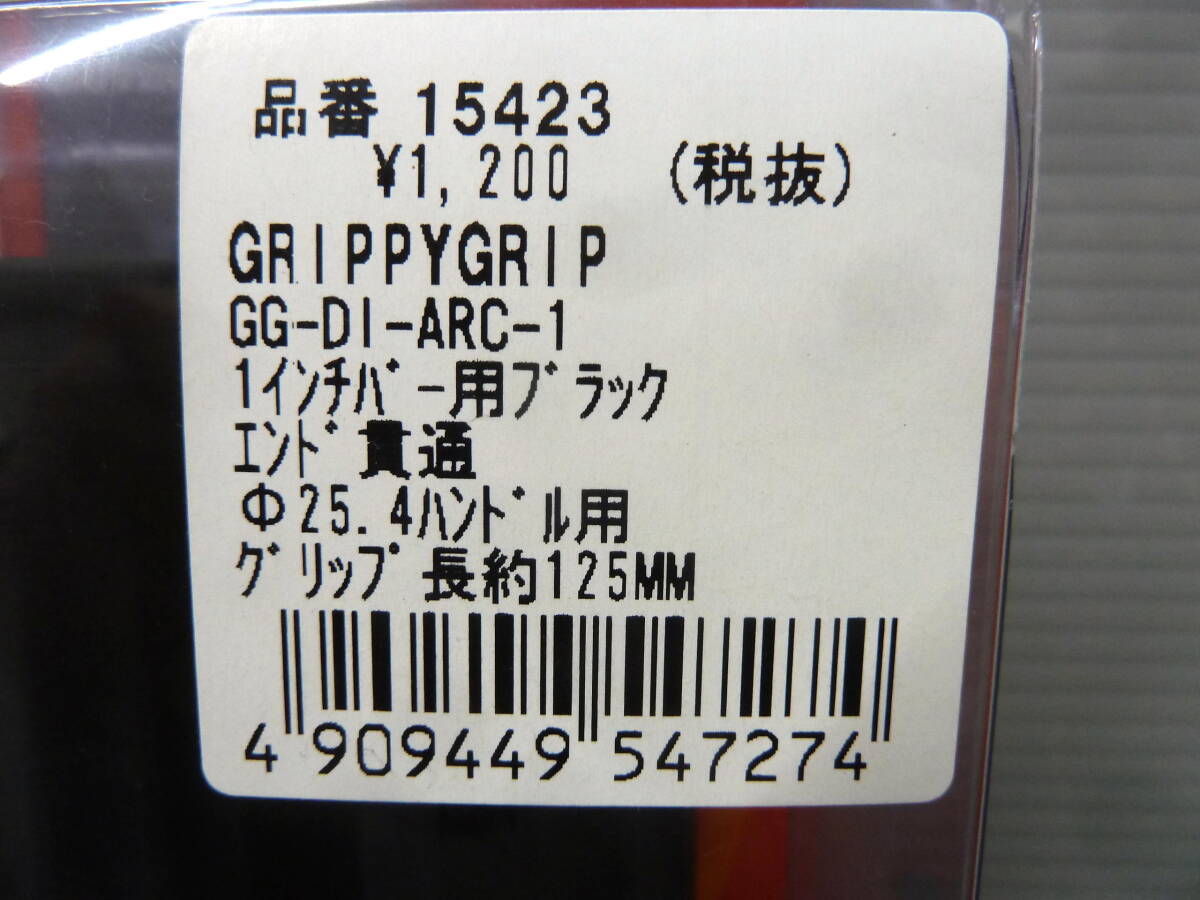 品番 15423
¥1,200 (税抜)
GRIPPYGRIP
GG-DI-ARC-1
1インチバー用ブラック
エンド貫通
Φ25.4ハンドル用
グリップ長約125MM
4 909449 547274